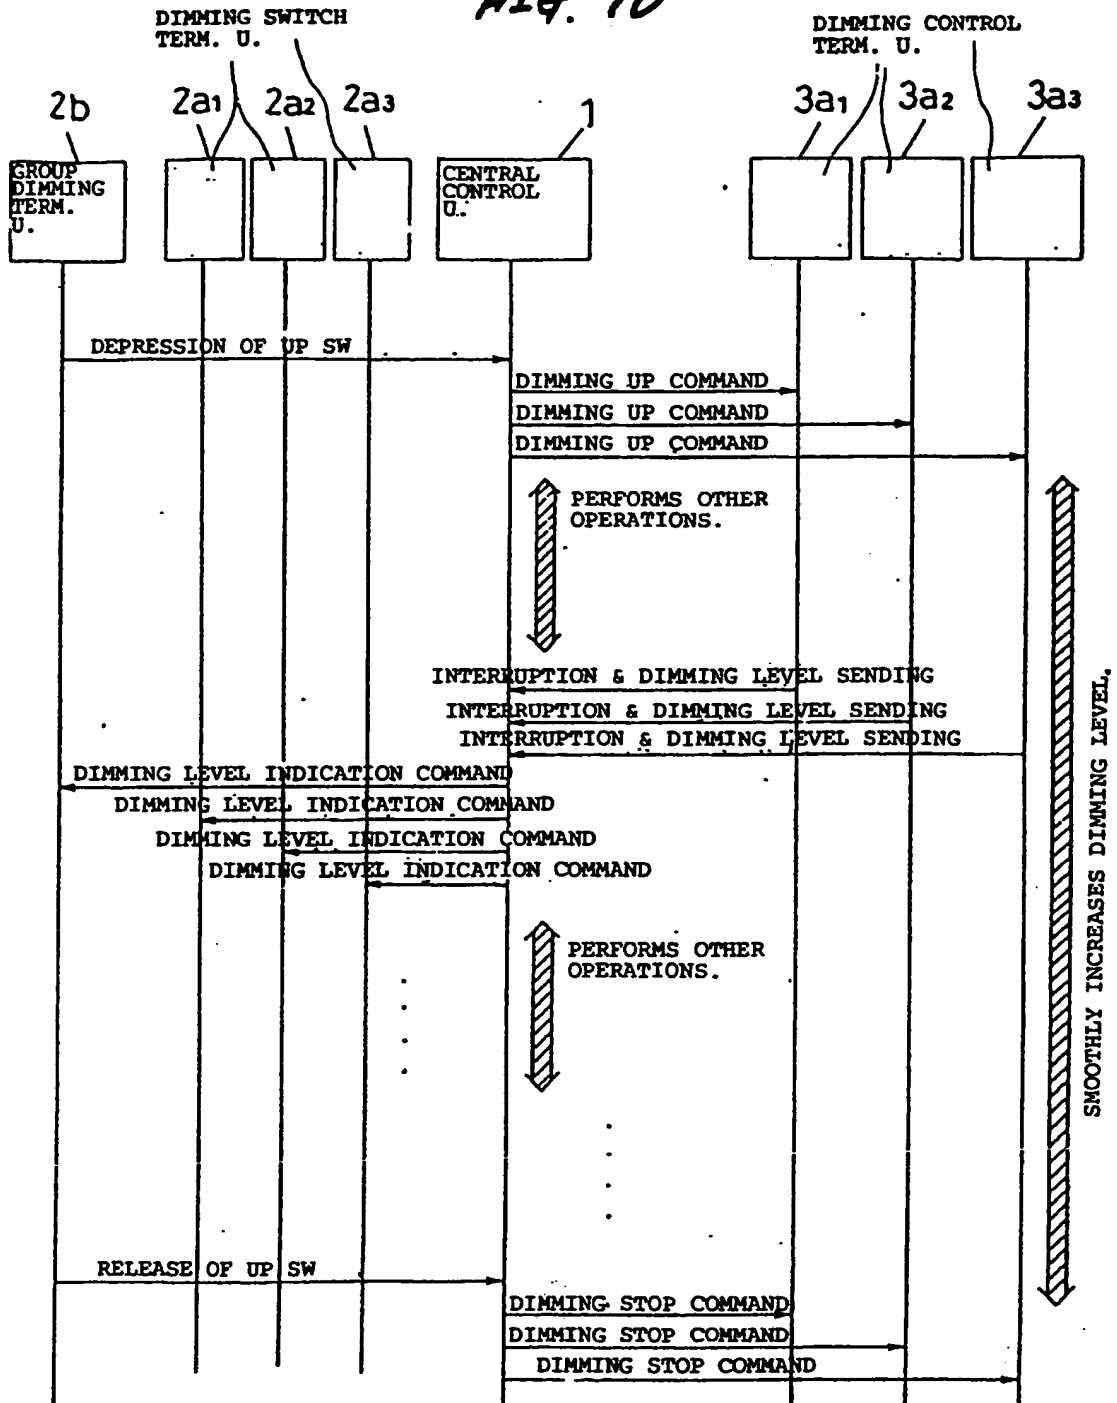 FIG. 10
DIMMING SWITCH
TERM. U.
DIMMING CONTROL
TERM. U.
2b
2a1
2a2
2a3
1
3a1
3a2
3a3
GROUP
DIMMING
TERM.
U.
CENTRAL
CONTROL
U.
DEPRESSION OF UP SW
DIMMING UP COMMAND
DIMMING UP COMMAND
DIMMING UP COMMAND
PERFORMS OTHER
OPERATIONS.
INTERRUPTION & DIMMING LEVEL SENDING
INTERRUPTION & DIMMING LEVEL SENDING
INTERRUPTION & DIMMING LEVEL SENDING
DIMMING LEVEL INDICATION COMMAND
DIMMING LEVEL INDICATION COMMAND
DIMMING LEVEL INDICATION COMMAND
DIMMING LEVEL INDICATION COMMAND
PERFORMS OTHER
OPERATIONS.
SMOOTHLY INCREASES DIMMING LEVEL.
RELEASE OF UP SW
DIMMING STOP COMMAND
DIMMING STOP COMMAND
DIMMING STOP COMMAND